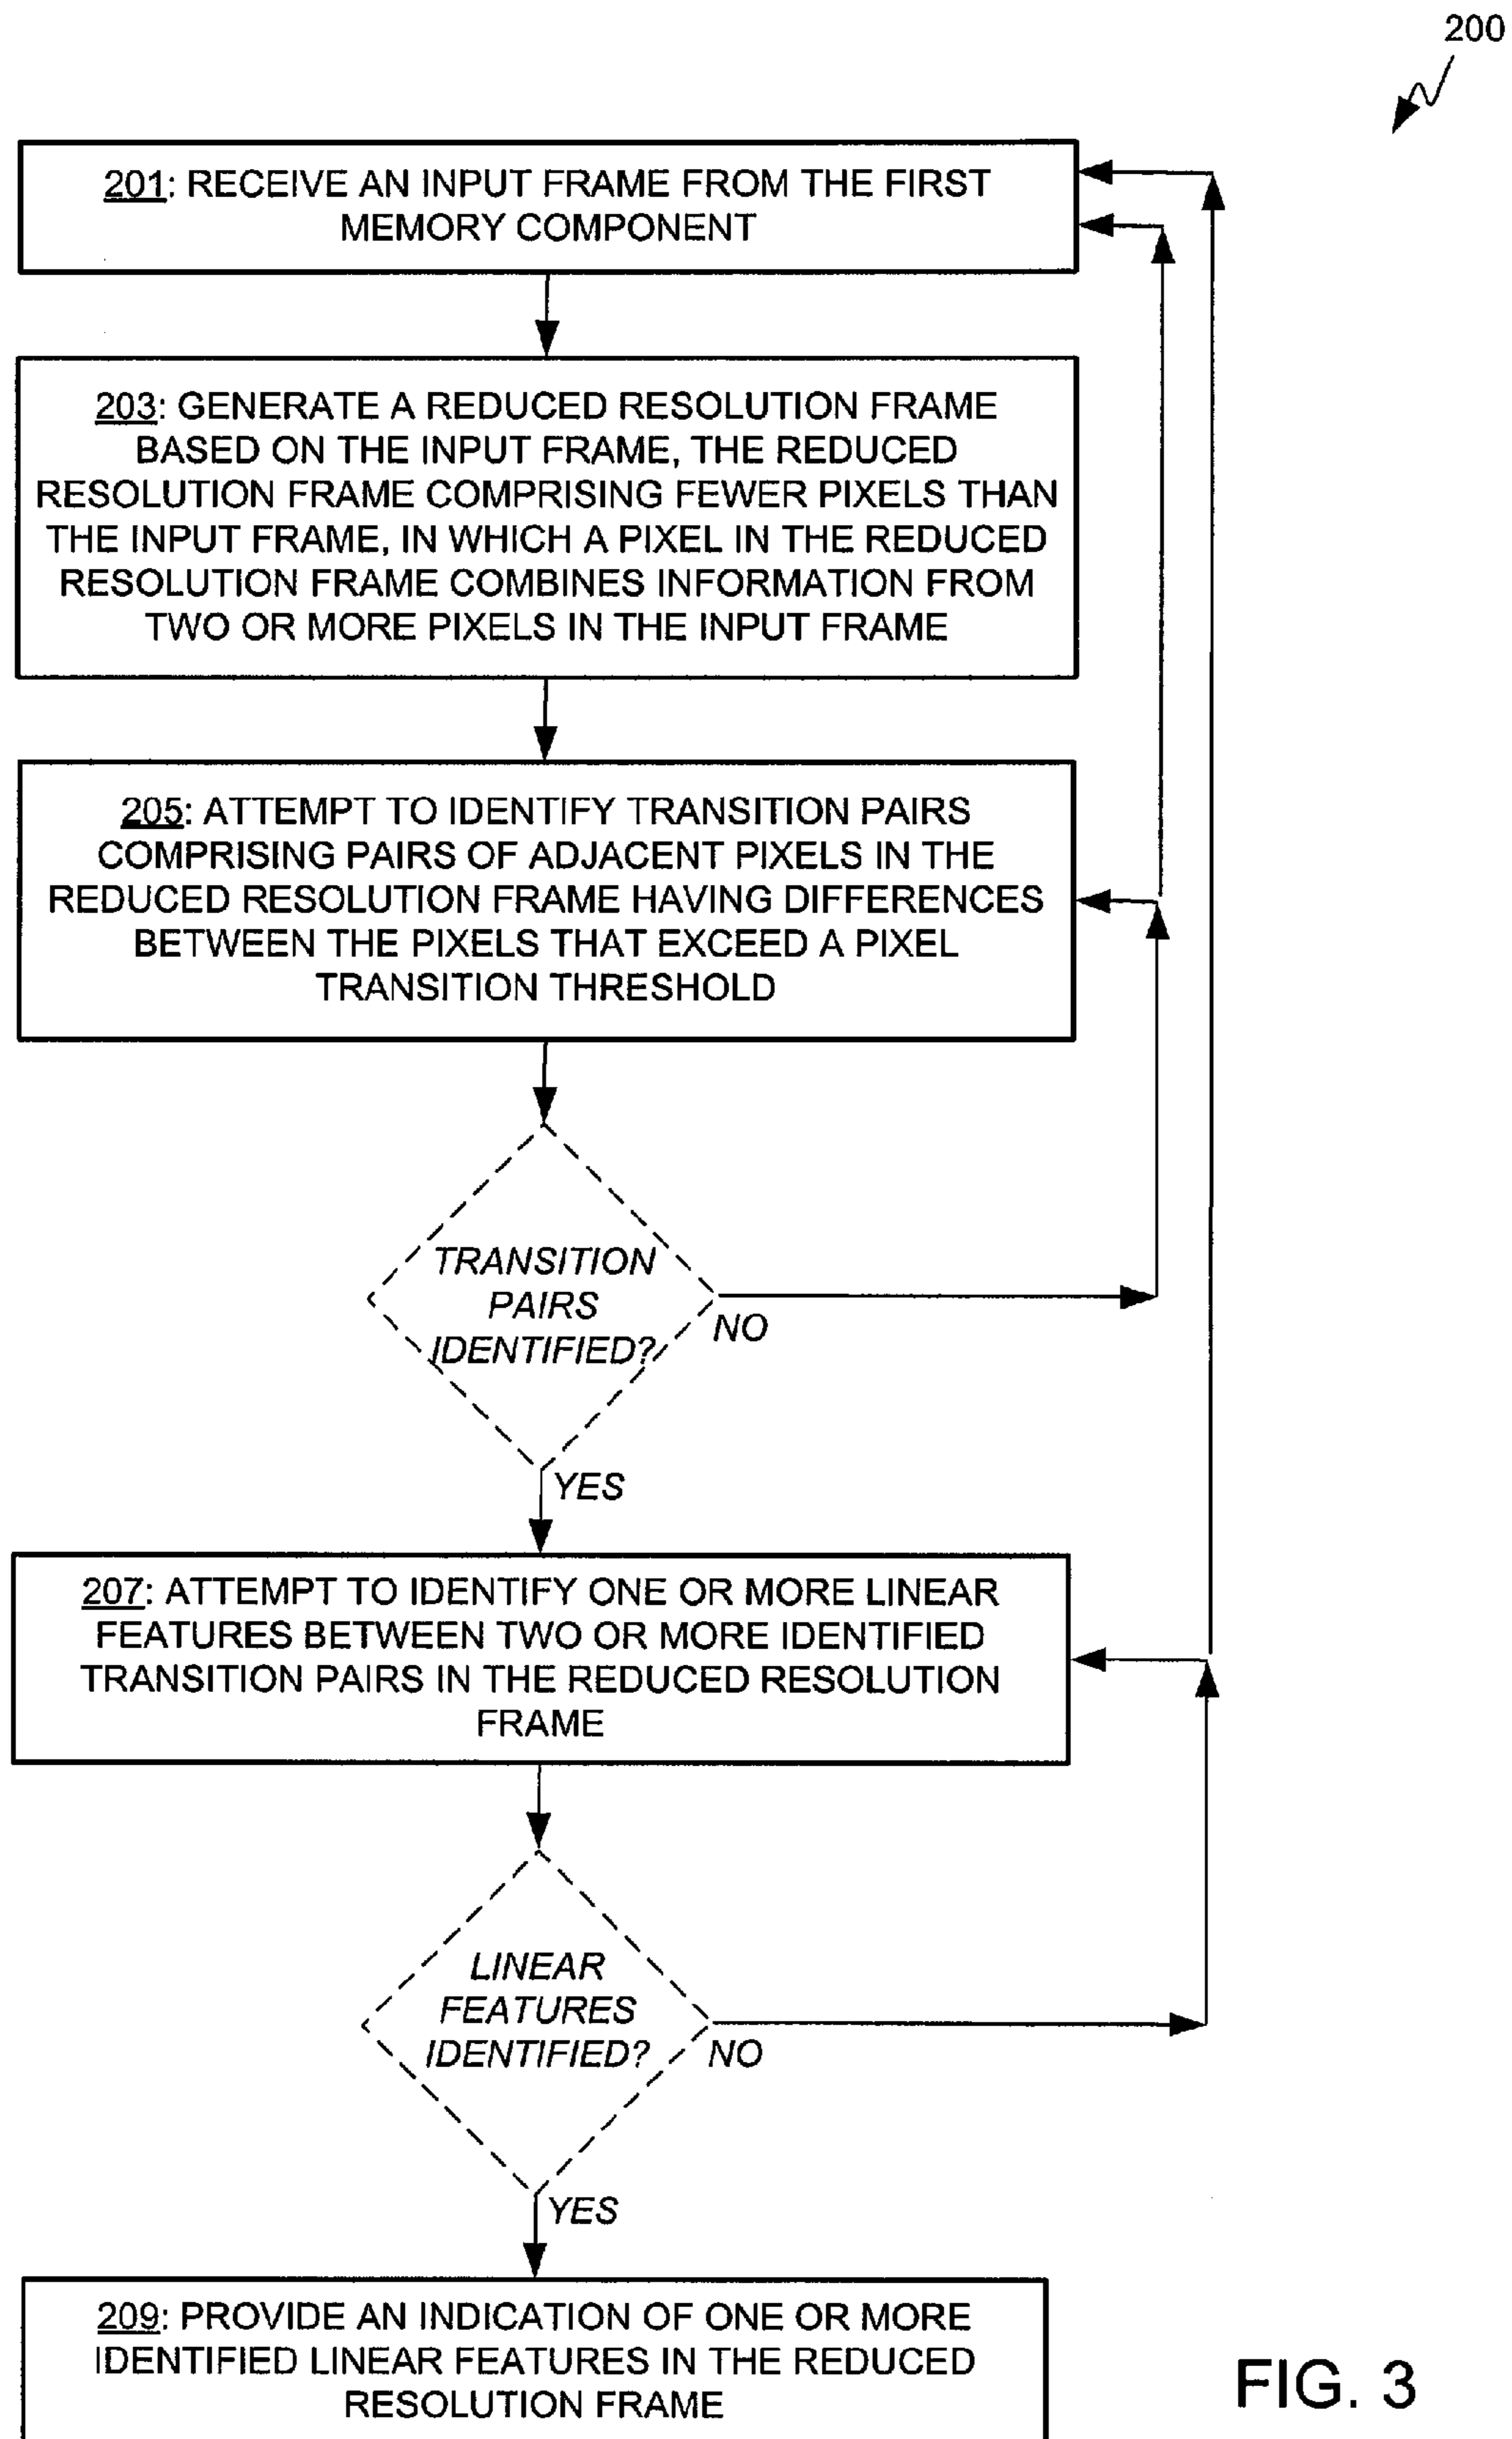 200
201: RECEIVE AN INPUT FRAME FROM THE FIRST
MEMORY COMPONENT
203: GENERATE A REDUCED RESOLUTION FRAME
BASED ON THE INPUT FRAME, THE REDUCED
RESOLUTION FRAME COMPRISING FEWER PIXELS THAN
THE INPUT FRAME, IN WHICH A PIXEL IN THE REDUCED
RESOLUTION FRAME COMBINES INFORMATION FROM
TWO OR MORE PIXELS IN THE INPUT FRAME
205: ATTEMPT TO IDENTIFY TRANSITION PAIRS
COMPRISING PAIRS OF ADJACENT PIXELS IN THE
REDUCED RESOLUTION FRAME HAVING DIFFERENCES
BETWEEN THE PIXELS THAT EXCEED A PIXEL
TRANSITION THRESHOLD
TRANSITION
PAIRS
IDENTIFIED?
NO
YES
207: ATTEMPT TO IDENTIFY ONE OR MORE LINEAR
FEATURES BETWEEN TWO OR MORE IDENTIFIED
TRANSITION PAIRS IN THE REDUCED RESOLUTION
FRAME
LINEAR
FEATURES
IDENTIFIED?
NO
YES
209: PROVIDE AN INDICATION OF ONE OR MORE
IDENTIFIED LINEAR FEATURES IN THE REDUCED
RESOLUTION FRAME
FIG. 3